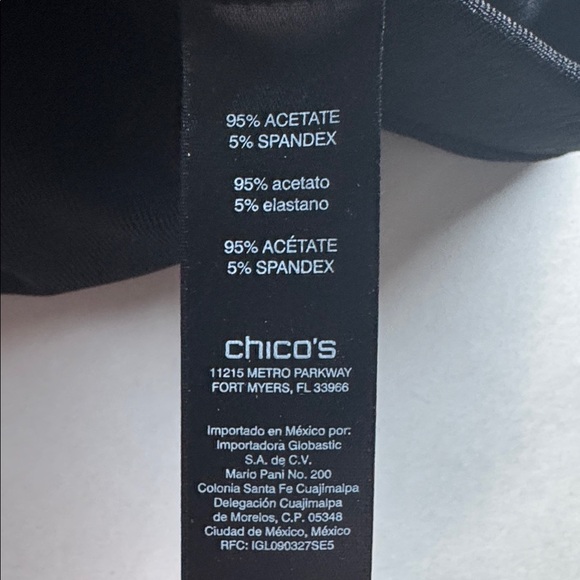 95% ACETATE
5% SPANDEX
95% acetato
5% elastano
95% ACÉTATE
5% SPANDEX
chico's
11215 METRO PARKWAY
FORT MYERS, FL 33966
Importado en México por:
Importadora Globastic
S.A. de C.V.
Mario Pani No. 200
Colonia Santa Fe Cuajimalpa
Delegación Cuajimalpa
de Morelos, C.P. 05348
Ciudad de México, México
RFC: IGL090327SE5